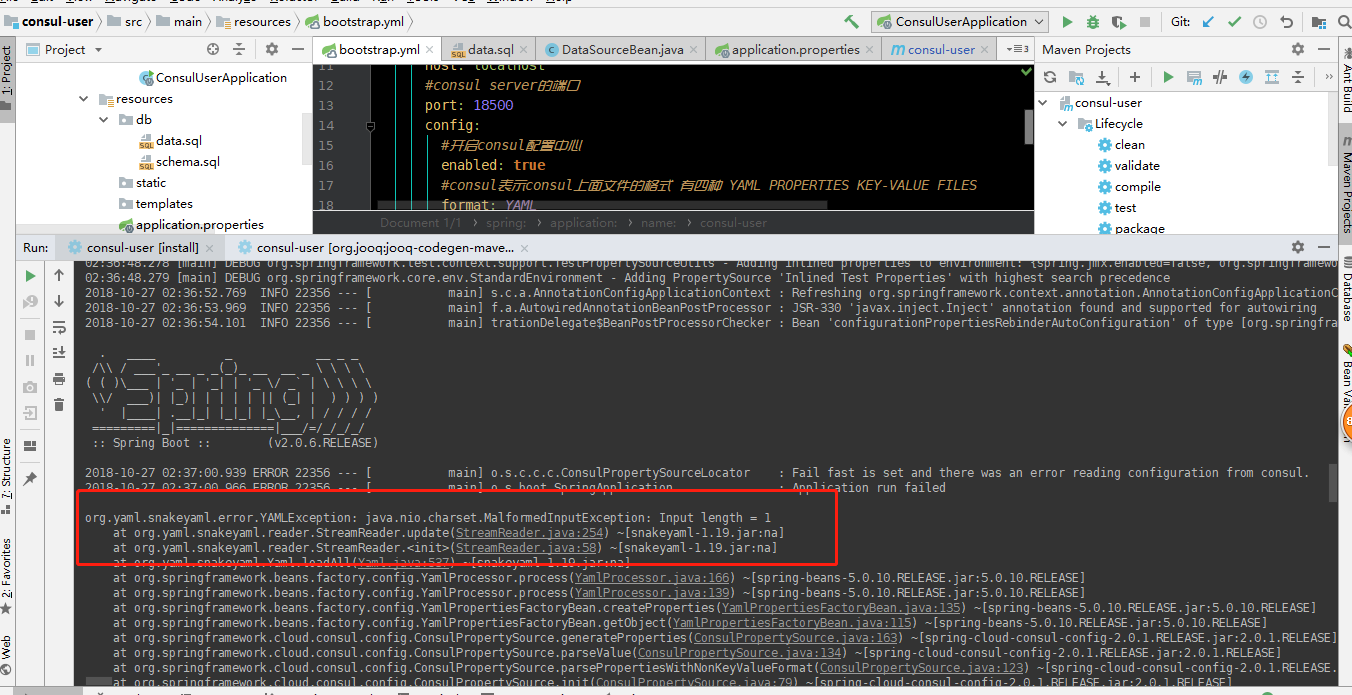 consul-user
src
main
resources
bootstrap.yml
ConsulUserApplication
Git:
Project
bootstrap.yml
data.sql
DataSourceBean.java
application.properties
consul-user
Maven Projects
1: Project
ConsulUserApplication
resources
db
data.sql
schema.sql
static
templates
application.properties
11 host: localhost
12 #consul server的端口
13 port: 18500
14 config:
15 #开启consul配置中心
16 enabled: true
17 #consul表示consul上面文件的格式 有四种 YAML PROPERTIES KEY-VALUE FILES
18 format: YAML
Document 1/1 › spring: › application: › name: › consul-user
consul-user
Lifecycle
clean
validate
compile
test
package
Ant Build
Maven Projects
Database
Run:
consul-user [install]
consul-user [org.jooq:jooq-codegen-mave...
02:36:48.278 [main] DEBUG org.springframework.test.context.support.TestPropertySourceUtils - Adding inlined properties to environment: {spring.jmx.enabled=false, org.springframewo
02:36:48.279 [main] DEBUG org.springframework.core.env.StandardEnvironment - Adding PropertySource 'Inlined Test Properties' with highest search precedence
2018-10-27 02:36:52.769  INFO 22356 --- [           main] s.c.a.AnnotationConfigApplicationContext : Refreshing org.springframework.context.annotation.AnnotationConfigApplicationC
2018-10-27 02:36:53.969  INFO 22356 --- [           main] f.a.AutowiredAnnotationBeanPostProcessor : JSR-330 'javax.inject.Inject' annotation found and supported for autowiring
2018-10-27 02:36:54.101  INFO 22356 --- [           main] trationDelegate$BeanPostProcessorChecker : Bean 'configurationPropertiesRebinderAutoConfiguration' of type [org.springfra
:: Spring Boot ::        (v2.0.6.RELEASE)
2018-10-27 02:37:00.939 ERROR 22356 --- [           main] o.s.c.c.c.ConsulPropertySourceLocator    : Fail fast is set and there was an error reading configuration from consul.
2018-10-27 02:37:00.966 ERROR 22356 --- [           main] o.s.boot.SpringApplication               : Application run failed
org.yaml.snakeyaml.error.YAMLException: java.nio.charset.MalformedInputException: Input length = 1
at org.yaml.snakeyaml.reader.StreamReader.update(StreamReader.java:254) ~[snakeyaml-1.19.jar:na]
at org.yaml.snakeyaml.reader.StreamReader.<init>(StreamReader.java:58) ~[snakeyaml-1.19.jar:na]
at org.yaml.snakeyaml.Yaml.loadAll(Yaml.java:537) ~[snakeyaml-1.19.jar:na]
at org.springframework.beans.factory.config.YamlProcessor.process(YamlProcessor.java:166) ~[spring-beans-5.0.10.RELEASE.jar:5.0.10.RELEASE]
at org.springframework.beans.factory.config.YamlProcessor.process(YamlProcessor.java:139) ~[spring-beans-5.0.10.RELEASE.jar:5.0.10.RELEASE]
at org.springframework.beans.factory.config.YamlPropertiesFactoryBean.createProperties(YamlPropertiesFactoryBean.java:135) ~[spring-beans-5.0.10.RELEASE.jar:5.0.10.RELEASE]
at org.springframework.beans.factory.config.YamlPropertiesFactoryBean.getObject(YamlPropertiesFactoryBean.java:115) ~[spring-beans-5.0.10.RELEASE.jar:5.0.10.RELEASE]
at org.springframework.cloud.consul.config.ConsulPropertySource.generateProperties(ConsulPropertySource.java:163) ~[spring-cloud-consul-config-2.0.1.RELEASE.jar:2.0.1.RELEASE]
at org.springframework.cloud.consul.config.ConsulPropertySource.parseValue(ConsulPropertySource.java:134) ~[spring-cloud-consul-config-2.0.1.RELEASE.jar:2.0.1.RELEASE]
at org.springframework.cloud.consul.config.ConsulPropertySource.parsePropertiesWithNonKeyValueFormat(ConsulPropertySource.java:123) ~[spring-cloud-consul-config-2.0.1.RELEASE
at org.springframework.cloud.consul.config.ConsulPropertySource.init(ConsulPropertySource.java:79) ~[spring-cloud-consul-config-2.0.1.RELEASE.jar:2.0.1.RELEASE]
7: Structure
2: Favorites
Web